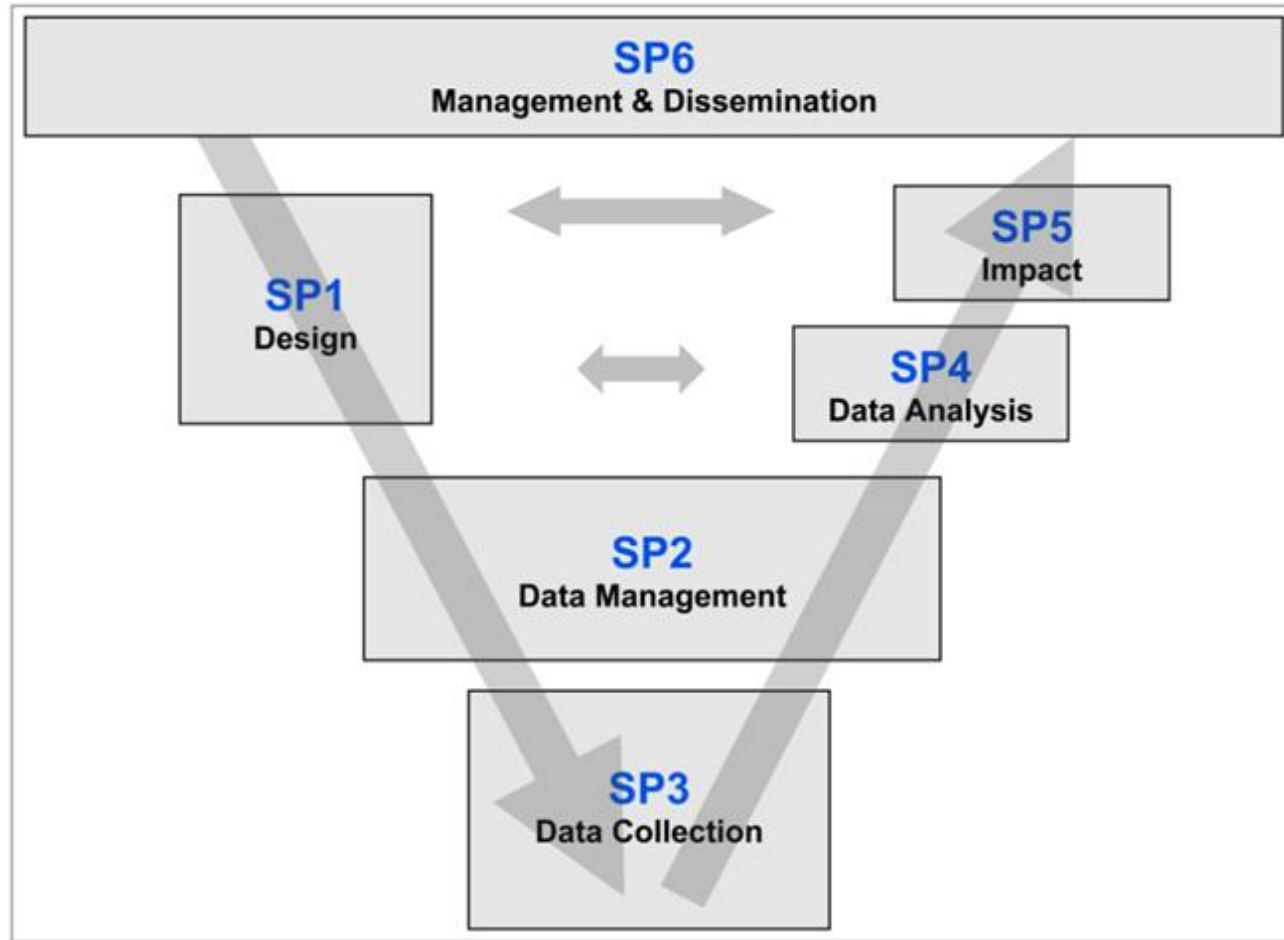 SP6
Management & Dissemination
SP1
Design
SP5
Impact
SP4
Data Analysis
SP2
Data Management
SP3
Data Collection